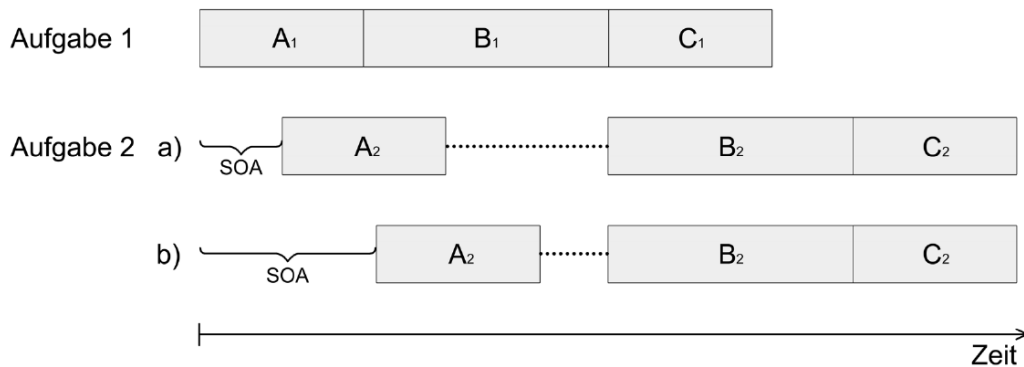 Aufgabe 1 A₁ B₁ C₁
Aufgabe 2 a) SOA A₂ B₂ C₂
b) SOA A₂ B₂ C₂
Zeit